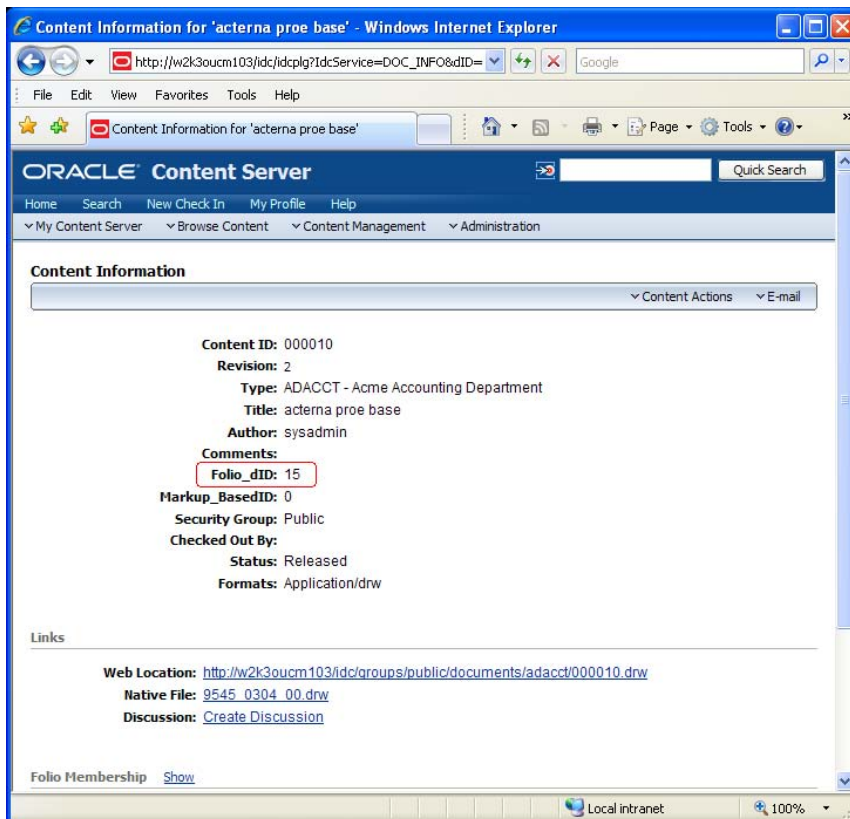 Content Information for 'acterna proe base' - Windows Internet Explorer
http://w2k3oucm103/idc/idcplg?IdcService=DOC_INFO&dID=
Google
File Edit View Favorites Tools Help
Content Information for 'acterna proe base'
Page Tools
ORACLE Content Server
Quick Search
Home Search New Check In My Profile Help
My Content Server Browse Content Content Management Administration
Content Information
Content Actions E-mail
Content ID: 000010
Revision: 2
Type: ADACCT - Acme Accounting Department
Title: acterna proe base
Author: sysadmin
Comments:
Folio_dID: 15
Markup_BasedID: 0
Security Group: Public
Checked Out By:
Status: Released
Formats: Application/drw
Links
Web Location: http://w2k3oucm103/idc/groups/public/documents/adacct/000010.drw
Native File: 9545_0304_00.drw
Discussion: Create Discussion
Folio Membership Show
Local intranet 100%